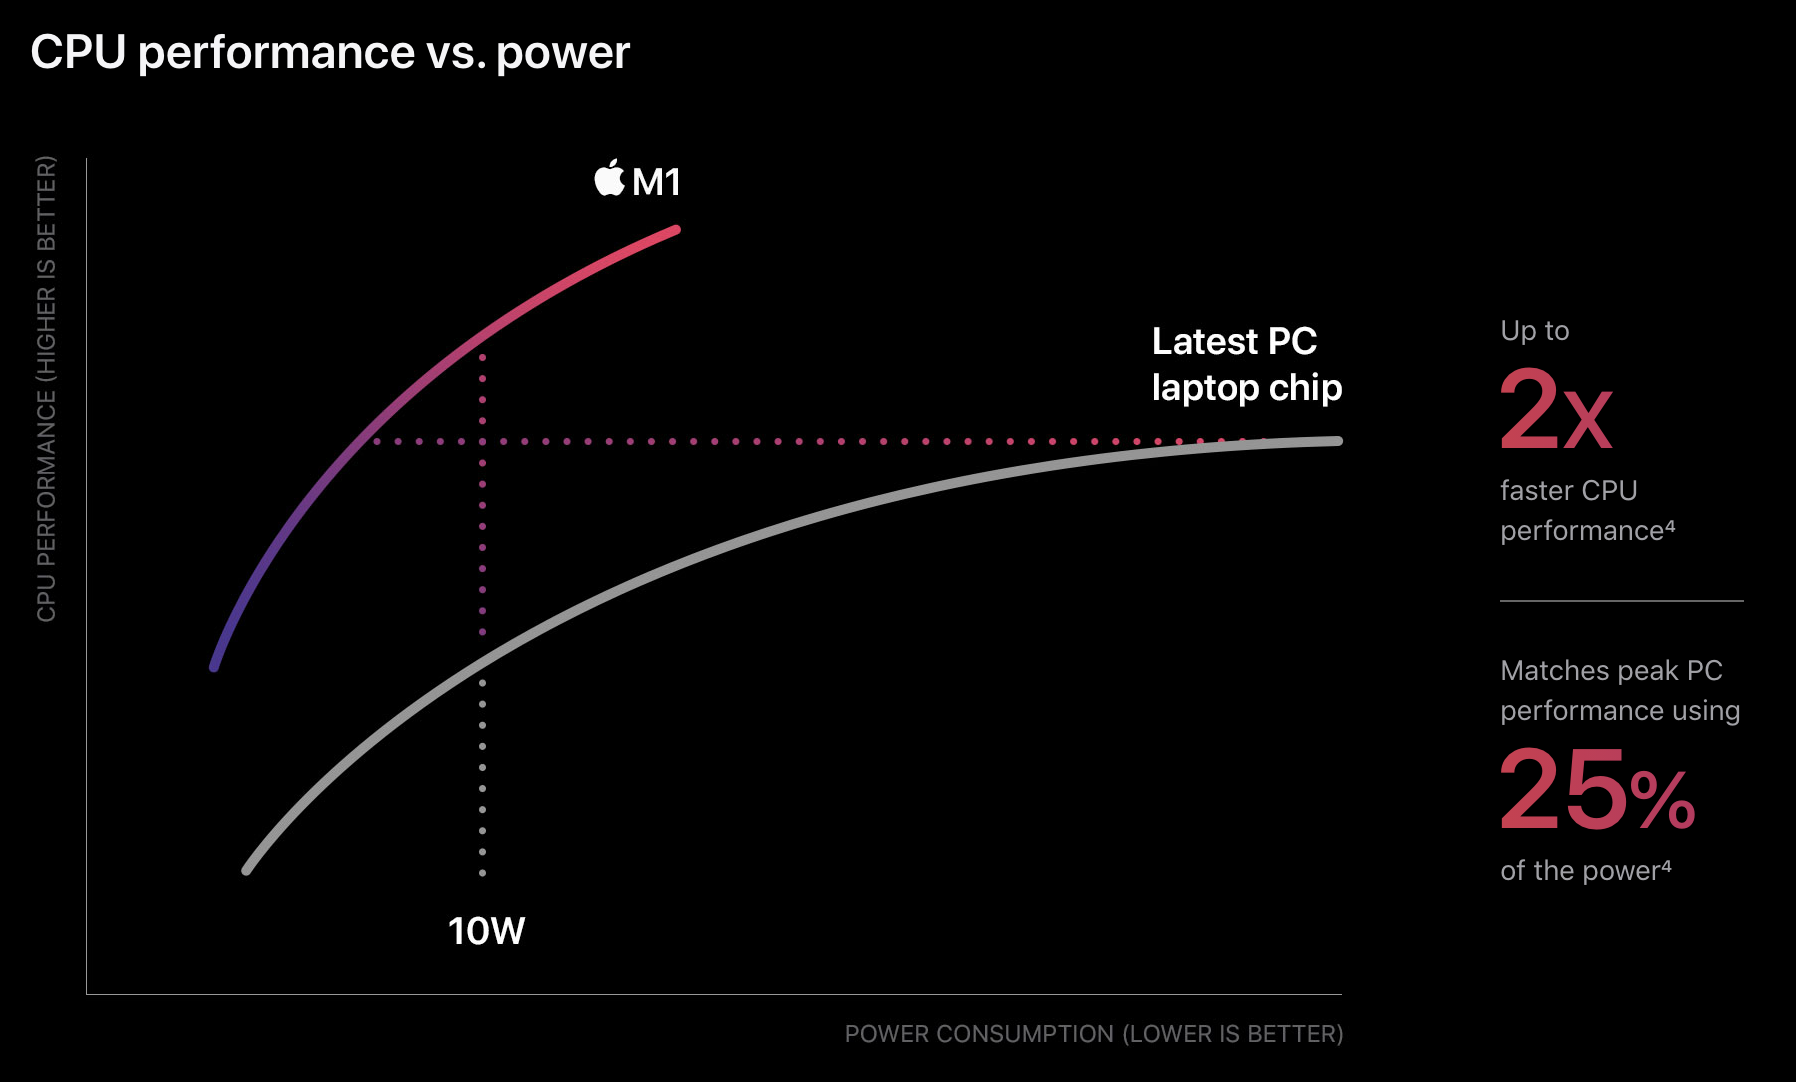 CPU performance vs. power
CPU PERFORMANCE (HIGHER IS BETTER)
M1
Latest PC
laptop chip
10W
POWER CONSUMPTION (LOWER IS BETTER)
Up to
2x
faster CPU
performance⁴
Matches peak PC
performance using
25%
of the power⁴